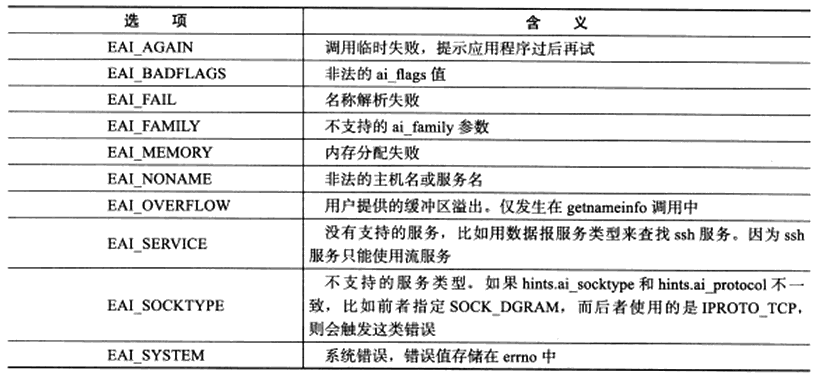 选 项 含 义
EAI_AGAIN 调用临时失败，提示应用程序过后再试
EAI_BADFLAGS 非法的 ai_flags 值
EAI_FAIL 名称解析失败
EAI_FAMILY 不支持的 ai_family 参数
EAI_MEMORY 内存分配失败
EAI_NONAME 非法的主机名或服务名
EAI_OVERFLOW 用户提供的缓冲区溢出。仅发生在 getnameinfo 调用中
EAI_SERVICE 没有支持的服务，比如用数据报服务类型来查找 ssh 服务。因为 ssh
服务只能使用流服务
EAI_SOCKTYPE 不支持的服务类型。如果 hints.ai_socktype 和 hints.ai_protocol 不一
致，比如前者指定 SOCK_DGRAM，而后者使用的是 IPROTO_TCP，
则会触发这类错误
EAI_SYSTEM 系统错误，错误值存储在 errno 中